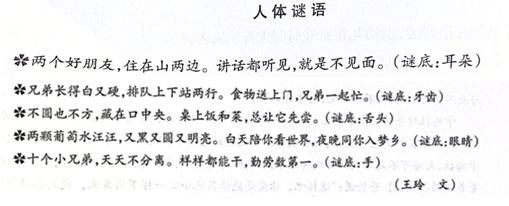 人体谜语
✽两个好朋友,住在山两边。讲话都听见,就是不见面。(谜底:耳朵)
✽兄弟长得白又硬,排队上下站两行。食物送上门,兄弟一起忙。(谜底:牙齿)
✽不圆也不方,藏在口中央。桌上饭和菜,总让它先尝。(谜底:舌头)
✽两颗葡萄水汪汪,又黑又圆又明亮。白天陪你看世界,夜晚同你入梦乡。(谜底:眼睛)
✽十个小兄弟,天天不分离。样样都能干,勤劳数第一。(谜底:手)
(王玲 文)